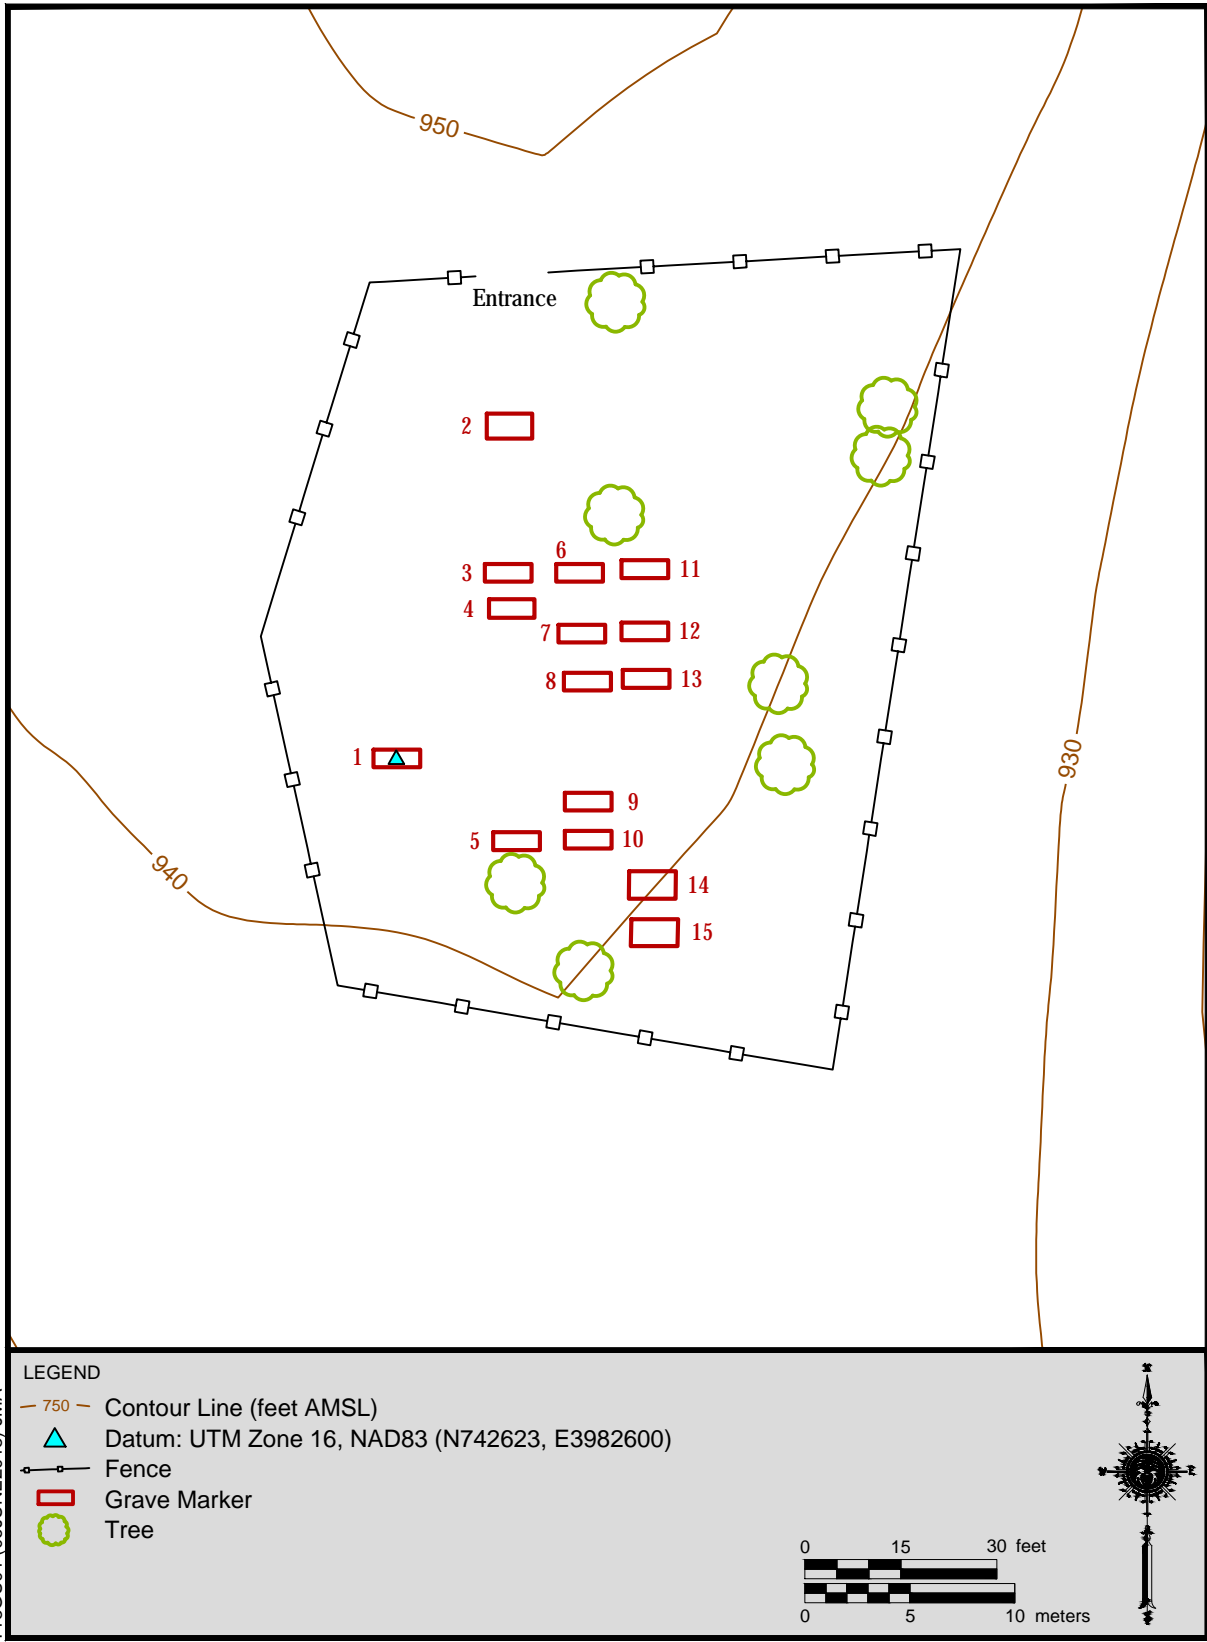 950
Entrance
2
6
3
11
4
7
12
8
13
1
930
9
5
10
940
14
15
LEGEND
750 Contour Line (feet AMSL)
Datum: UTM Zone 16, NAD83 (N742623, E3982600)
Fence
Grave Marker
Tree
0 15 30 feet
0 5 10 meters